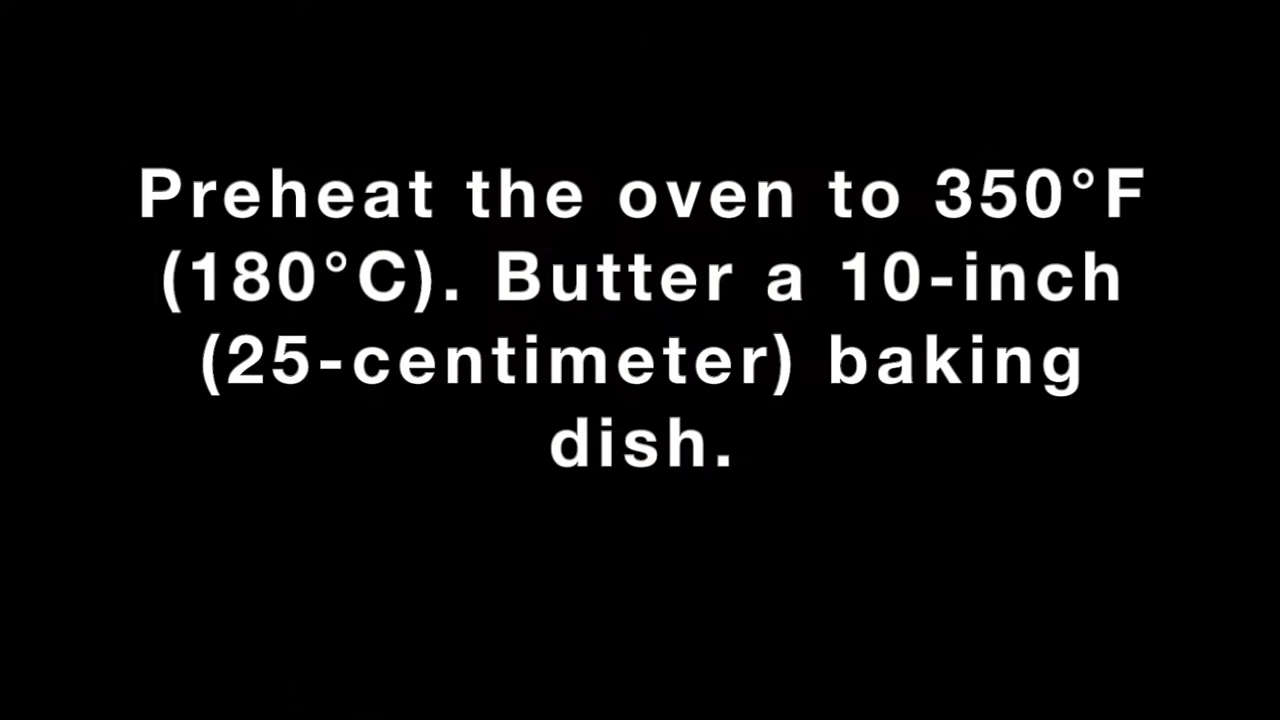 Preheat the oven to 350°F
(180°C). Butter a 10-inch
(25-centimeter) baking
dish.